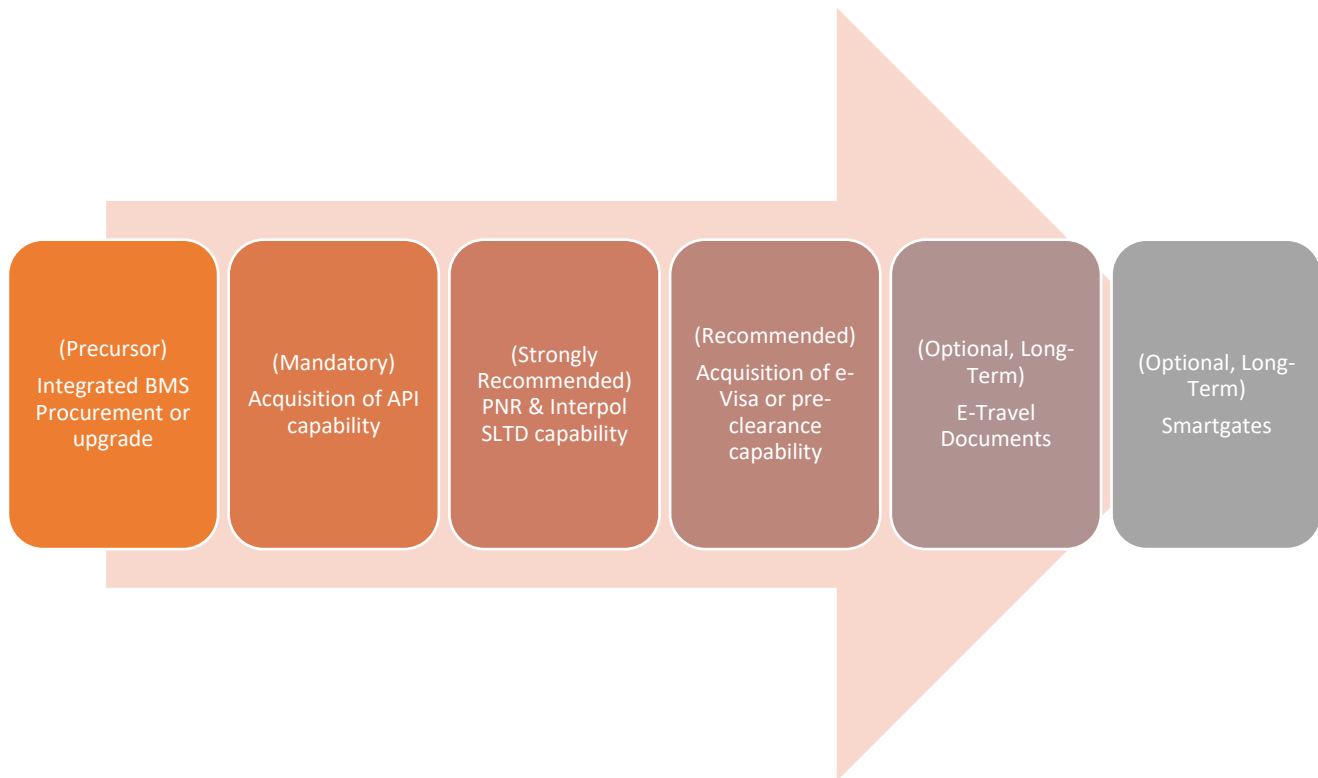 (Precursor)
Integrated BMS
Procurement or
upgrade
(Mandatory)
Acquisition of API
capability
(Strongly
Recommended)
PNR & Interpol
SLTD capability
(Recommended)
Acquisition of e-
Visa or pre-
clearance
capability
(Optional, Long-
Term)
E-Travel
Documents
(Optional, Long-
Term)
Smartgates